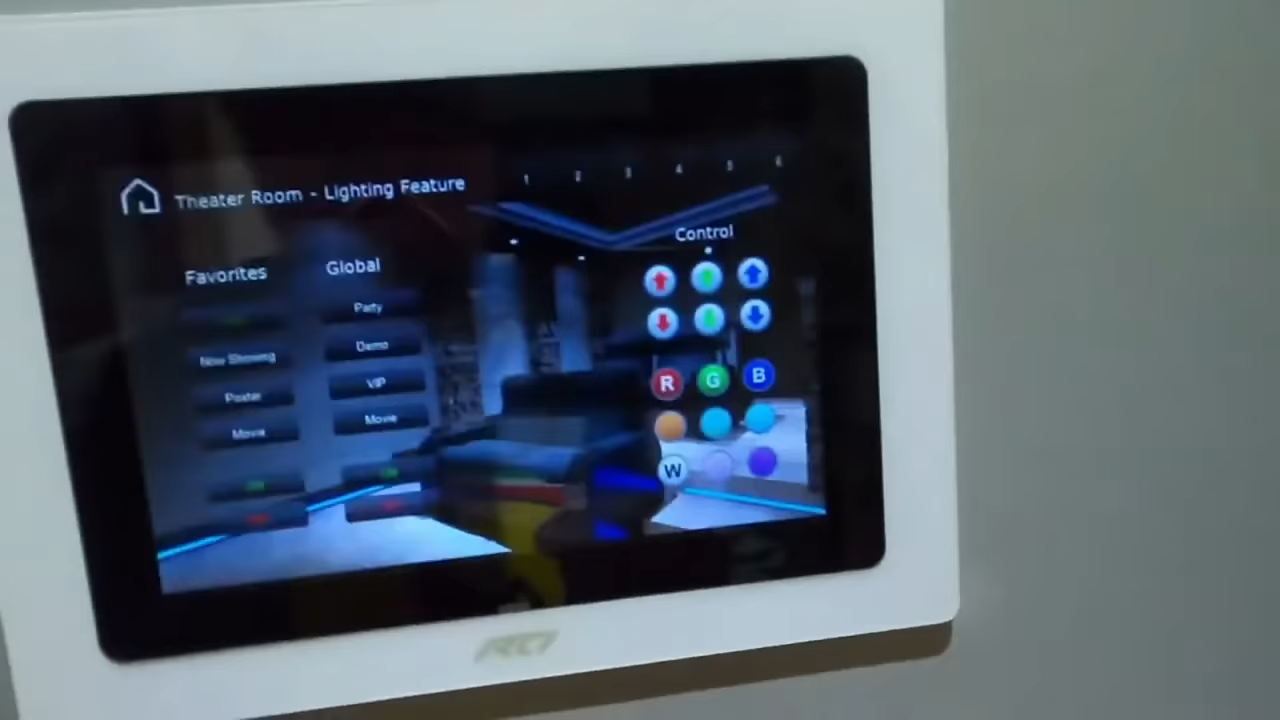 1 2 3 4 5 6
Theater Room - Lighting Feature
Control
Favorites
Global
Party
Now Showing
Demo
Poster
VIP
Movie
Movie
R G B
W
RTI